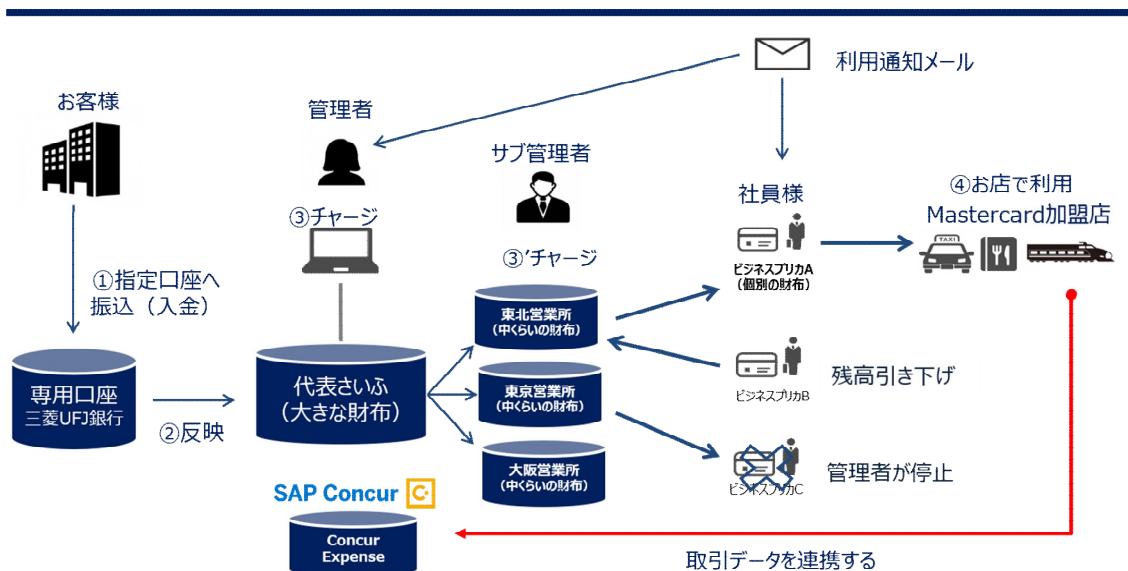 利用通知メール
お客様
管理者
サブ管理者
③チャージ
社員様
④お店で利用
Mastercard加盟店
TAXI
①指定口座へ
振込（入金）
③’チャージ
ビジネスプリカA
（個別の財布）
東北営業所
（中くらいの財布）
専用口座
三菱UFJ銀行
②反映
代表さいふ
（大きな財布）
東京営業所
（中くらいの財布）
ビジネスプリカB
残高引き下げ
大阪営業所
（中くらいの財布）
ビジネスプリカC
管理者が停止
SAP Concur C
Concur
Expense
取引データを連携する